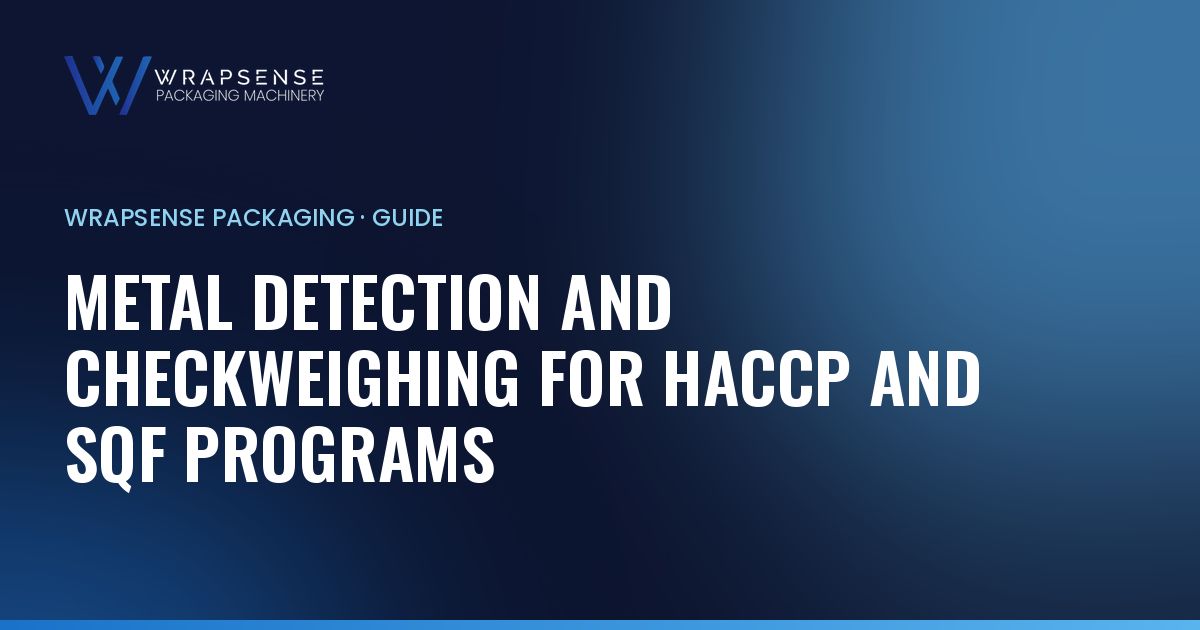 WRAPSENSE
PACKAGING MACHINERY
WRAPSENSE PACKAGING · GUIDE
METAL DETECTION AND
CHECKWEIGHING FOR HACCP AND
SQF PROGRAMS